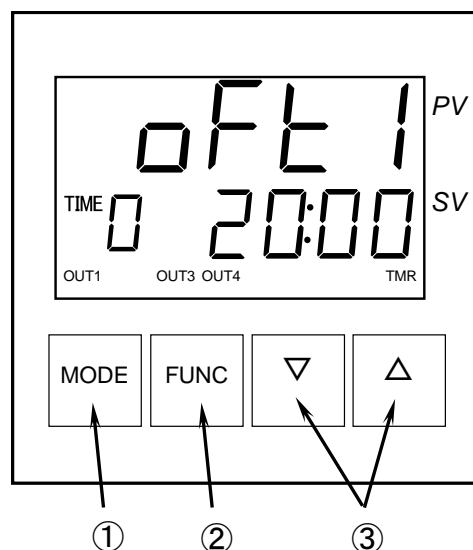 oFt1 PV
TIME 0 20:00 SV
OUT1 OUT3 OUT4 TMR
MODE FUNC ▽ △
① ② ③